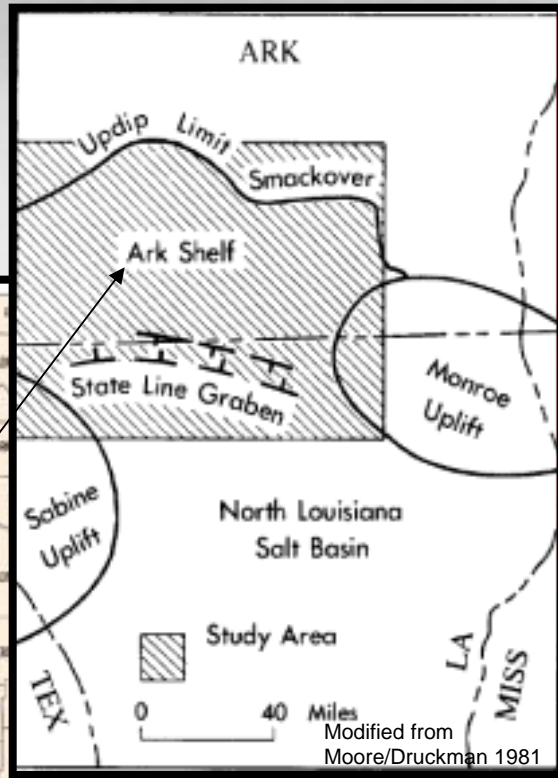 ARK
Updip Limit Smackover
Ark Shelf
State Line Graben
Monroe
Uplift
Sabine
Uplift
North Louisiana
Salt Basin
Study Area
0 40 Miles
TEX
LA
MISS
Modified from
Moore/Druckman 1981